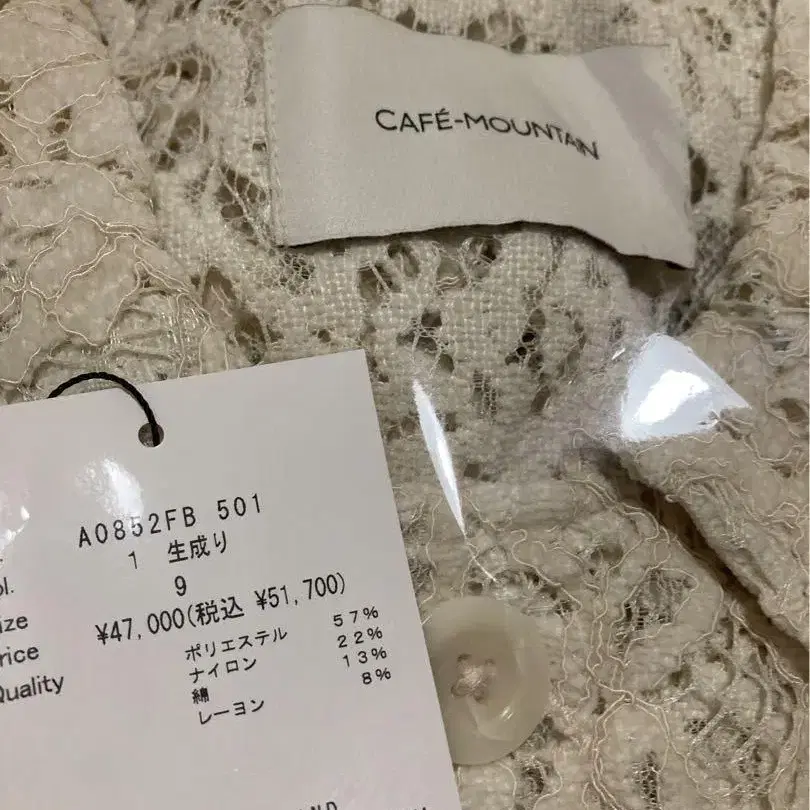 CAFÉ-MOUNTAIN
A0852FB 501
ol. 1 生成り
ize 9
rice ¥47,000(税込 ¥51,700)
Quality ポリエステル 57%
ナイロン 22%
綿 13%
レーヨン 8%